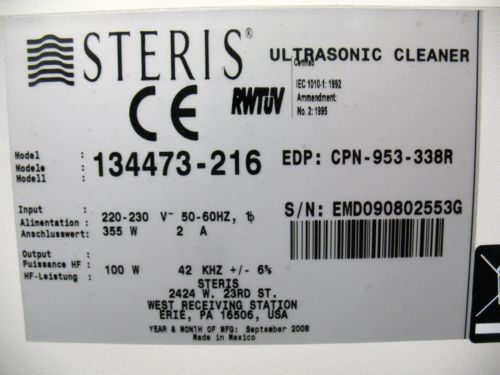 STERIS® ULTRASONIC CLEANER
CE RWTÜV Certified
IEC 1010-1: 1992
Ammendment:
No. 2: 1995
Model :
Modele : 134473-216 EDP: CPN-953-338R
Modell :
Input : S/N: EMD090802553G
Alimentation : 220-230 V~ 50-60HZ, 1ϕ
Anschlusswert: 355 W 2 A
Output :
Puissance HF : 100 W 42 KHZ +/- 6%
HF-Leistung :
STERIS
2424 W. 23RD ST.
WEST RECEIVING STATION
ERIE, PA 16506, USA
YEAR & MONTH OF MFG: September 2008
Made in Mexico